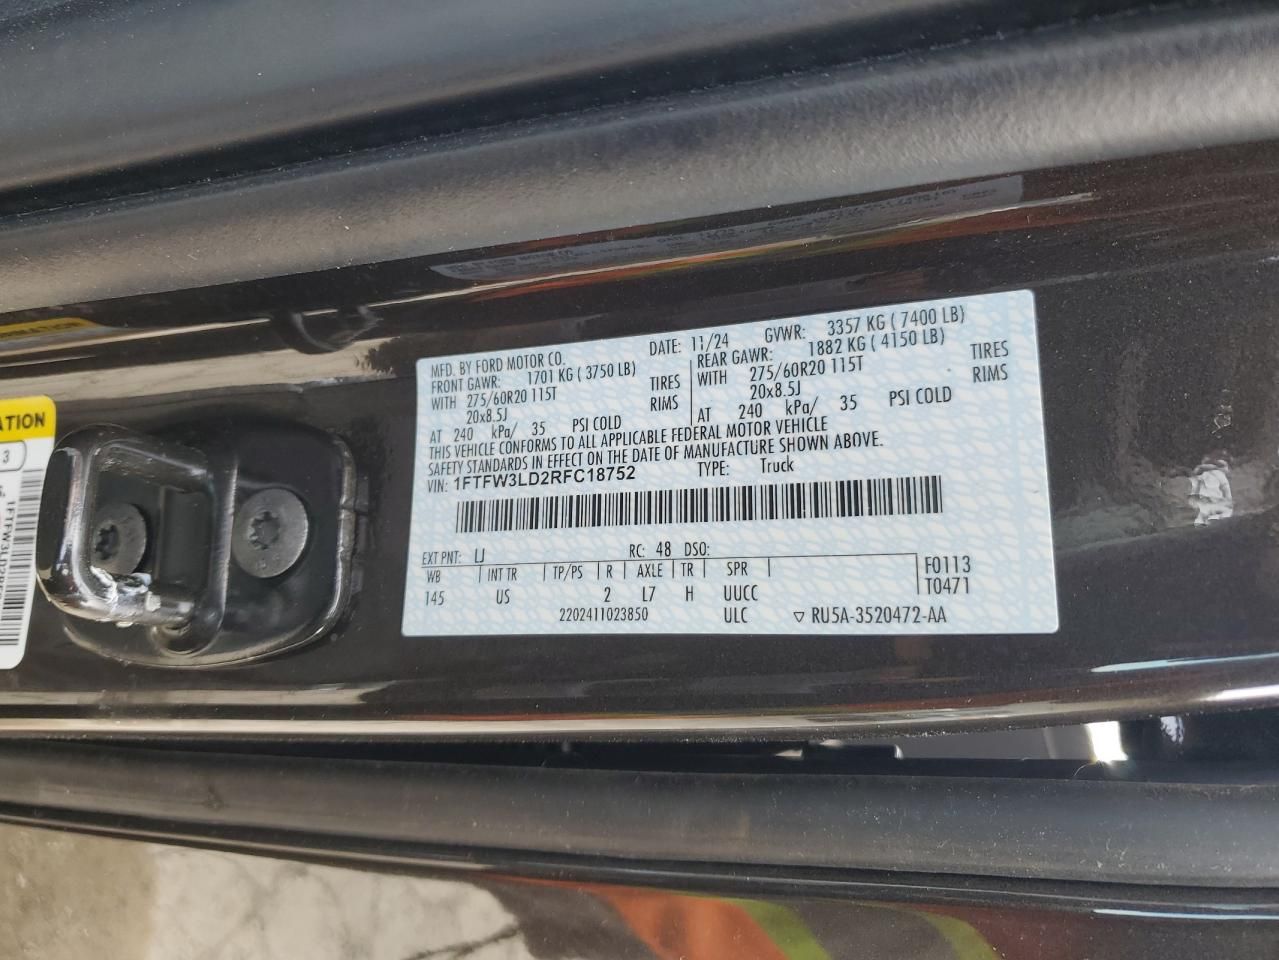 MFD. BY FORD MOTOR CO.
DATE: 11/24 GVWR: 3357 KG ( 7400 LB)
FRONT GAWR: 1701 KG ( 3750 LB)
REAR GAWR: 1882 KG ( 4150 LB)
WITH 275/60R20 115T TIRES
WITH 275/60R20 115T TIRES
20x8.5J RIMS
20x8.5J RIMS
AT 240 kPa/ 35 PSI COLD
AT 240 kPa/ 35 PSI COLD
THIS VEHICLE CONFORMS TO ALL APPLICABLE FEDERAL MOTOR VEHICLE
SAFETY STANDARDS IN EFFECT ON THE DATE OF MANUFACTURE SHOWN ABOVE.
VIN: 1FTFW3LD2RFC18752 TYPE: Truck
EXT PNT: LJ RC: 48 DSO:
WB INT TR TP/PS R AXLE TR SPR F0113
145 US 2 L7 H UUCC T0471
2202411023850 ULC ▽ RU5A-3520472-AA
ATION
3